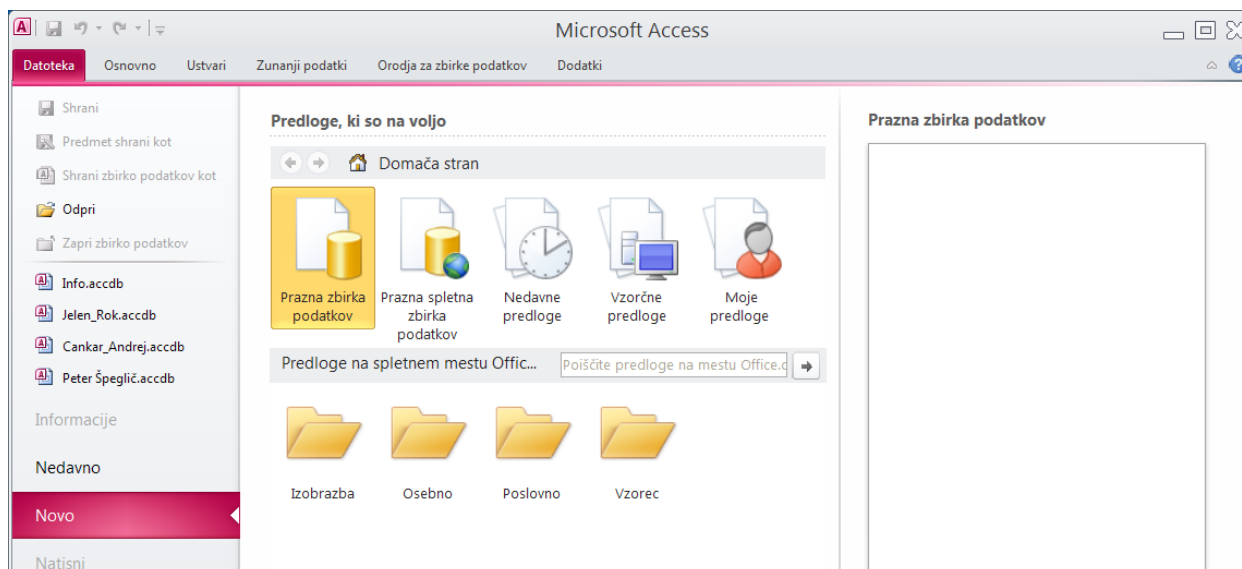 Microsoft Access
Datoteka Osnovno Ustvari Zunanji podatki Orodja za zbirke podatkov Dodatki
Shrani
Predmet shrani kot
Shrani zbirko podatkov kot
Odpri
Zapri zbirko podatkov
Info.accdb
Jelen_Rok.accdb
Cankar_Andrej.accdb
Peter Špeglič.accdb
Informacije
Nedavno
Novo
Natisni
Predloge, ki so na voljo
Domača stran
Prazna zbirka
podatkov
Prazna spletna
zbirka
podatkov
Nedavne
predloge
Vzorčne
predloge
Moje
predloge
Predloge na spletnem mestu Offic... Poiščite predloge na mestu Office.c
Izobrazba Osebno Poslovno Vzorec
Prazna zbirka podatkov